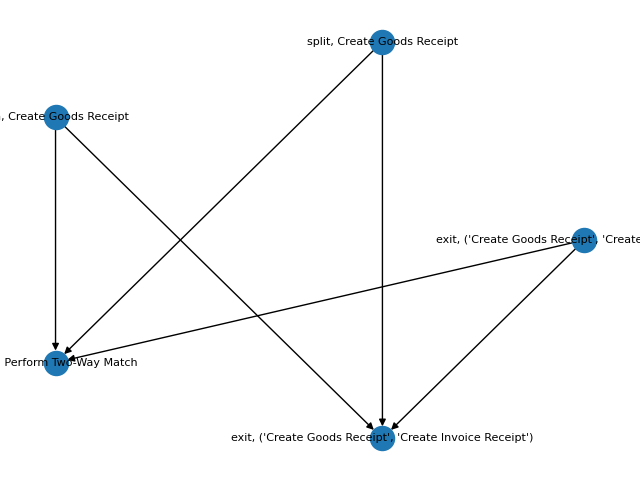 split, Create Goods Receipt
, Create Goods Receipt
exit, ('Create Goods Receipt', 'Create
Perform Two-Way Match
exit, ('Create Goods Receipt', 'Create Invoice Receipt')